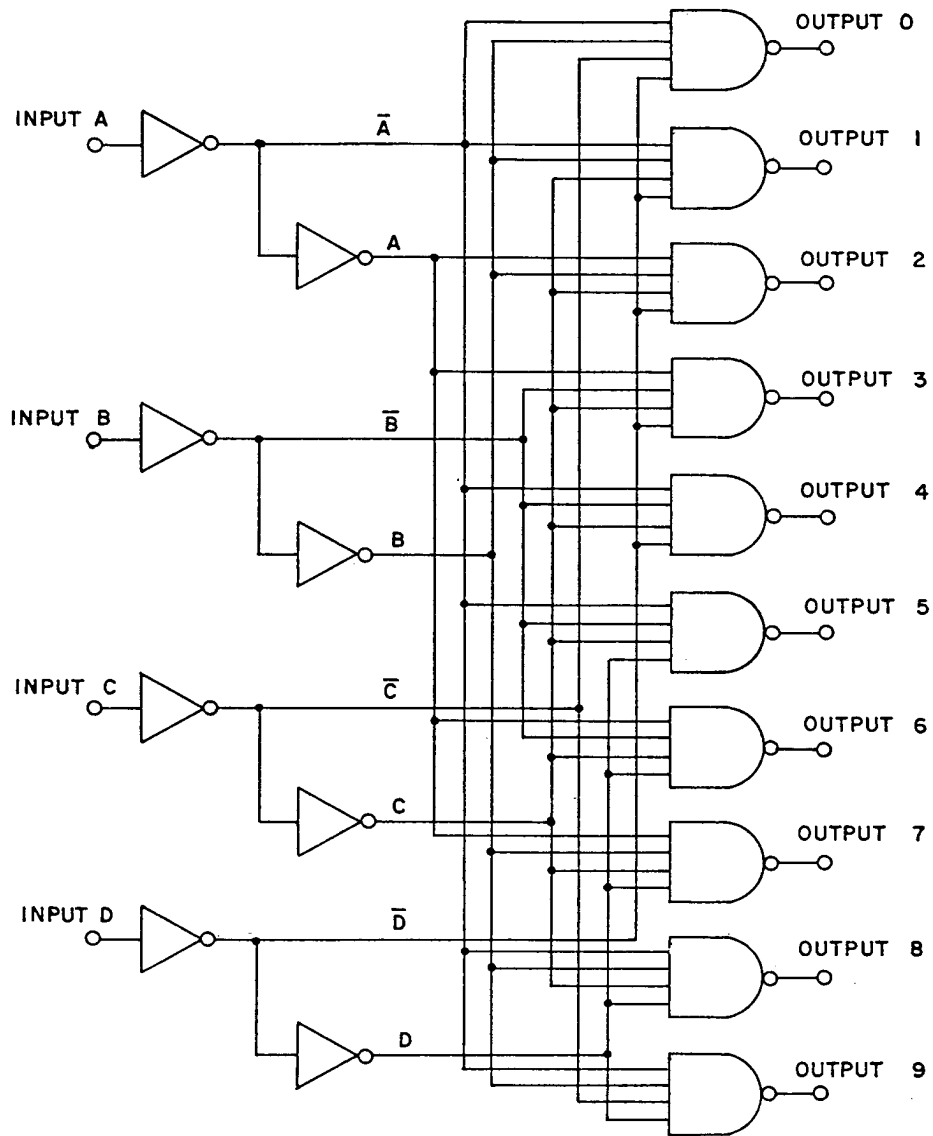 OUTPUT 0
INPUT A
A̅
OUTPUT 1
A
OUTPUT 2
OUTPUT 3
INPUT B
B̅
OUTPUT 4
B
OUTPUT 5
INPUT C
C̅
OUTPUT 6
C
OUTPUT 7
INPUT D
D̅
OUTPUT 8
D
OUTPUT 9